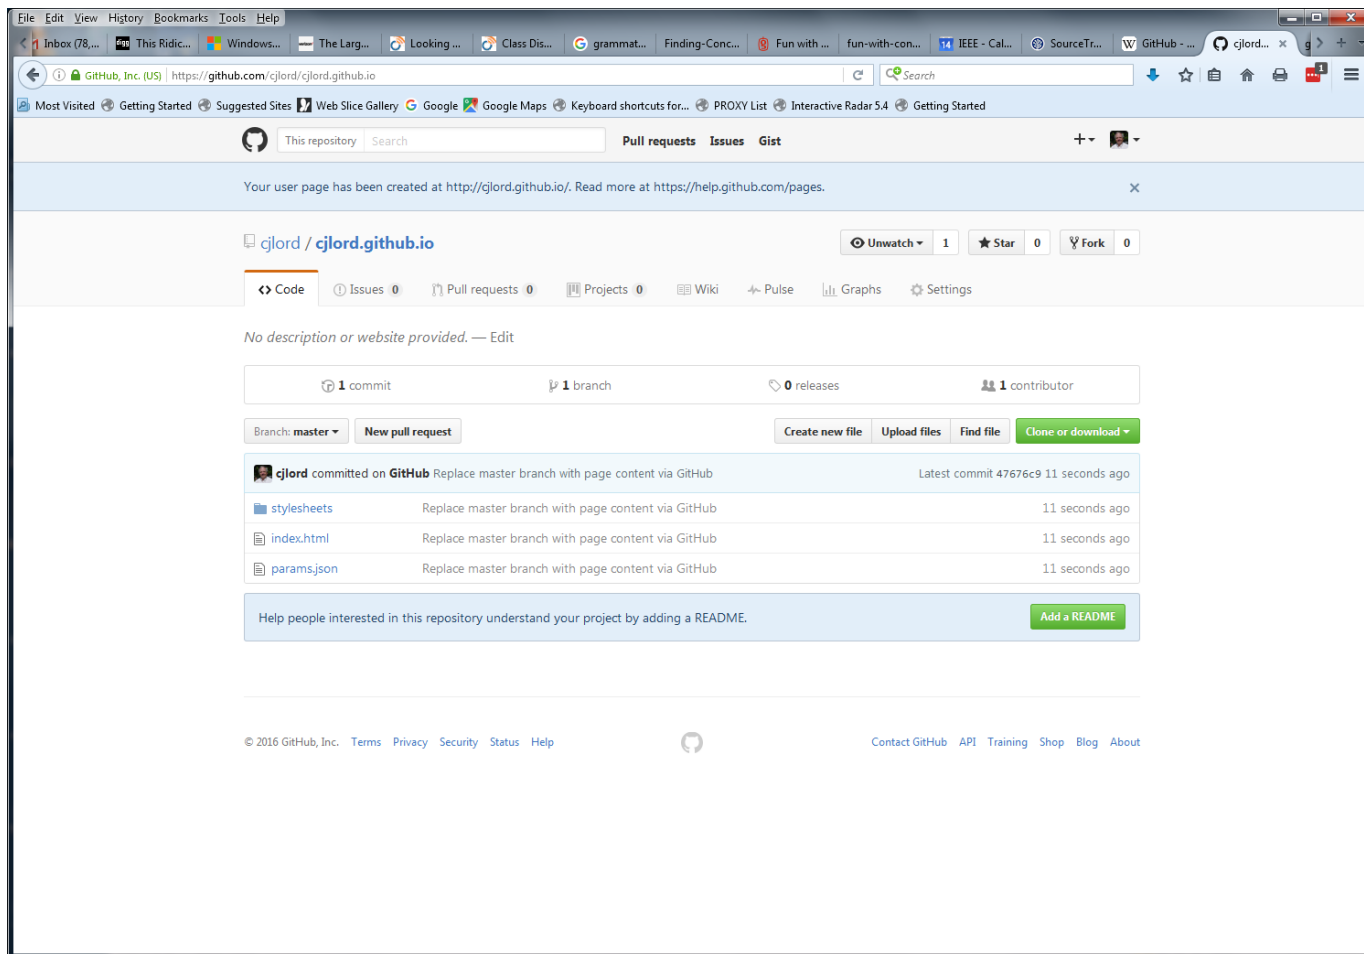 File Edit View History Bookmarks Tools Help
Inbox (78,... This Ridic... Windows... The Larg... Looking ... Class Dis... grammat... Finding-Conc... Fun with ... fun-with-con... IEEE - Cal... SourceTr... GitHub - ... cjlord... g
GitHub, Inc. (US) https://github.com/cjlord/cjlord.github.io Search 1
Most Visited Getting Started Suggested Sites Web Slice Gallery Google Google Maps Keyboard shortcuts for... PROXY List Interactive Radar 5.4 Getting Started
This repository Search Pull requests Issues Gist
Your user page has been created at http://cjlord.github.io/. Read more at https://help.github.com/pages.
cjlord / cjlord.github.io Unwatch 1 Star 0 Fork 0
Code Issues 0 Pull requests 0 Projects 0 Wiki Pulse Graphs Settings
No description or website provided. — Edit
1 commit 1 branch 0 releases 1 contributor
Branch: master New pull request Create new file Upload files Find file Clone or download
cjlord committed on GitHub Replace master branch with page content via GitHub Latest commit 47676c9 11 seconds ago
stylesheets Replace master branch with page content via GitHub 11 seconds ago
index.html Replace master branch with page content via GitHub 11 seconds ago
params.json Replace master branch with page content via GitHub 11 seconds ago
Help people interested in this repository understand your project by adding a README. Add a README
© 2016 GitHub, Inc. Terms Privacy Security Status Help Contact GitHub API Training Shop Blog About